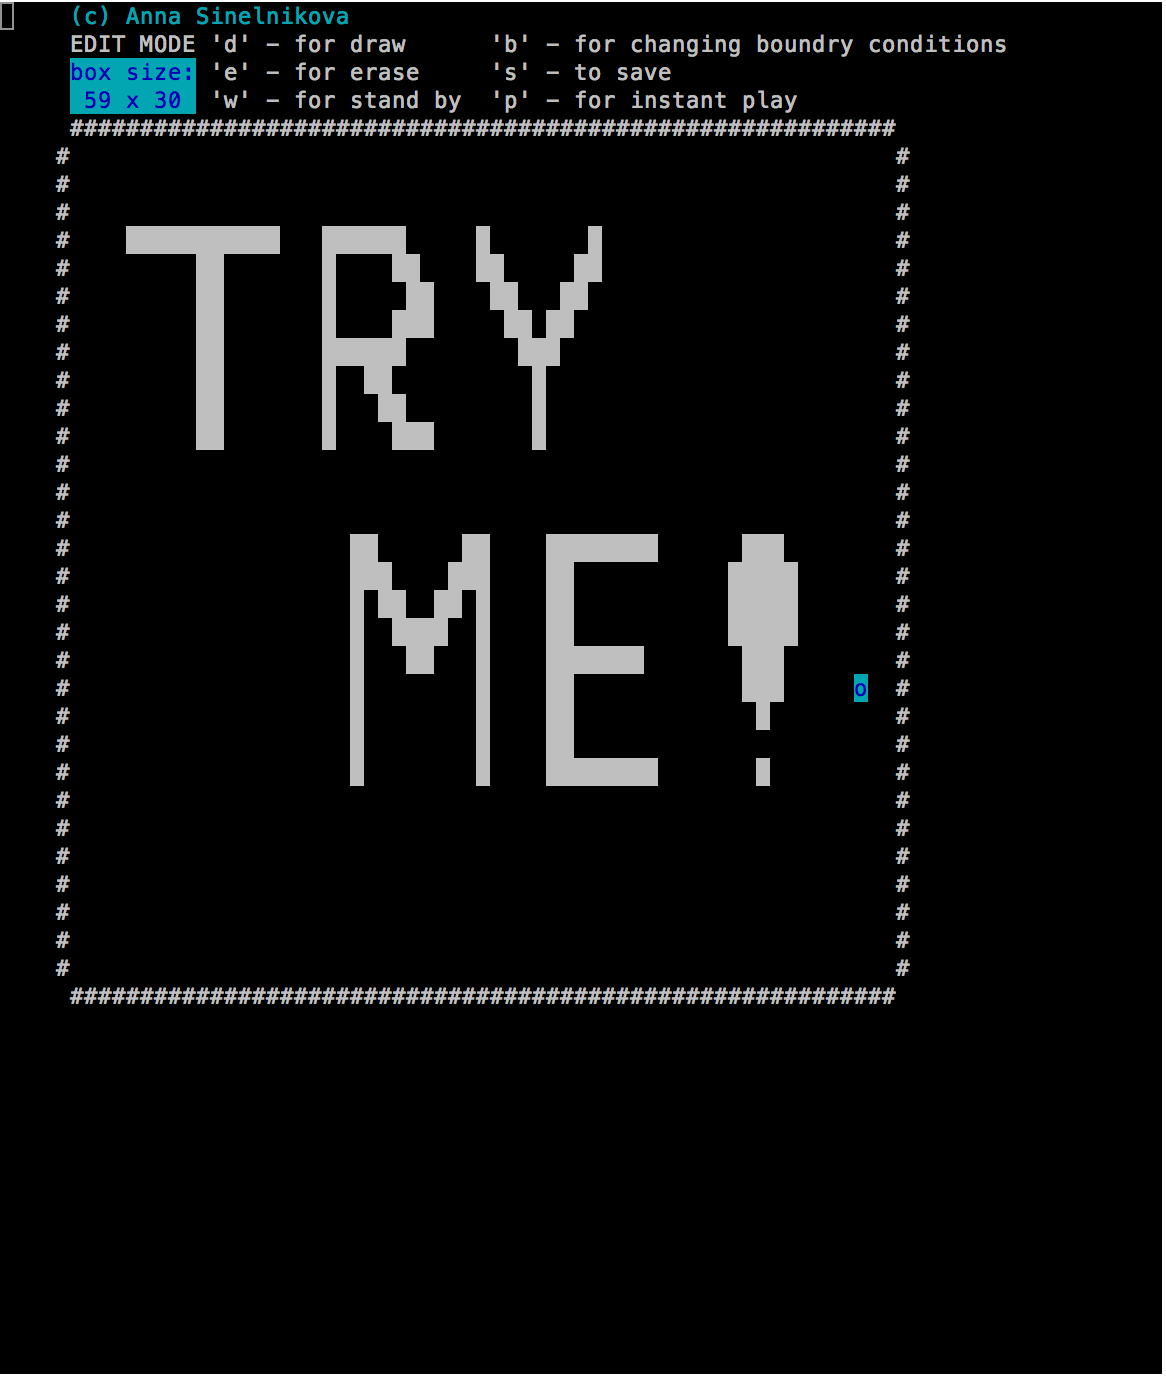 (c) Anna Sinelnikova
EDIT MODE 'd' - for draw 'b' - for changing boundry conditions
box size: 'e' - for erase 's' - to save
59 x 30 'w' - for stand by 'p' - for instant play
###########################################################
TRY
ME!
o
###########################################################